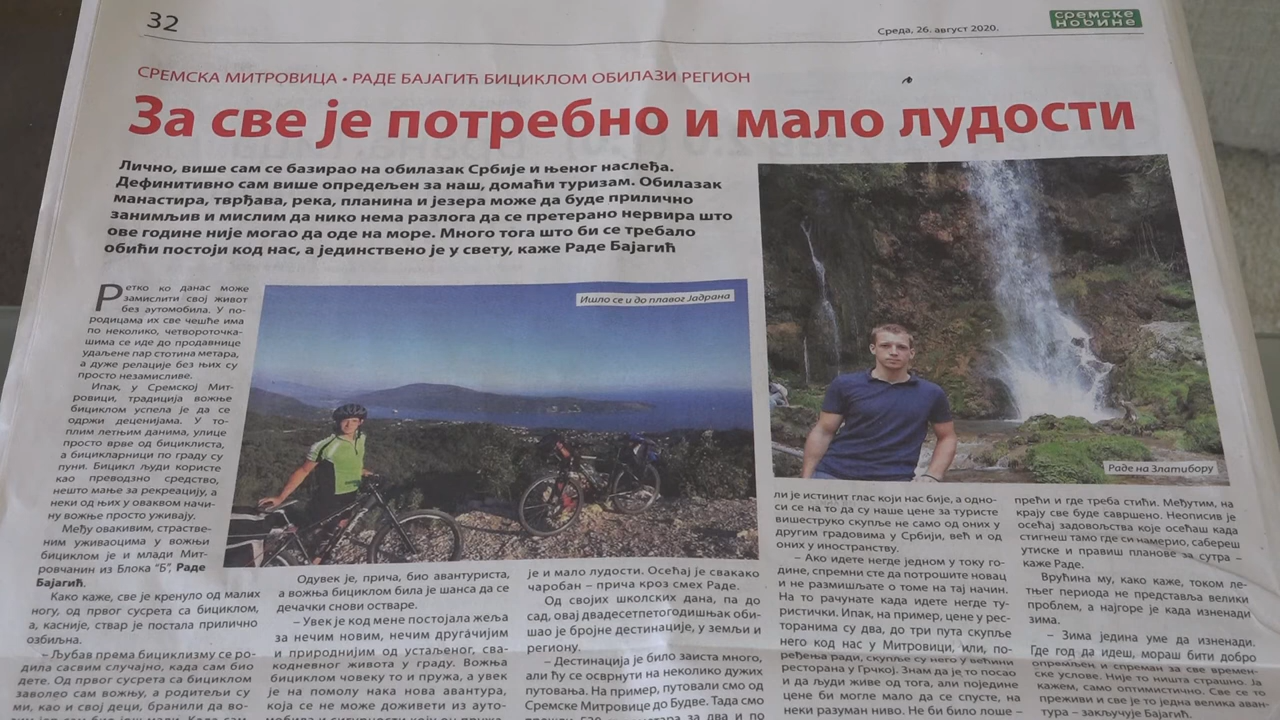 32
Среда, 26. август 2020.
сремске
новине
СРЕМСКА МИТРОВИЦА • РАДЕ БАЈАГИЋ БИЦИКЛОМ ОБИЛАЗИ РЕГИОН
За све је потребно и мало лудости
Лично, више сам се базирао на обилазак Србије и њеног наслеђа.
Дефинитивно сам више опредељен за наш, домаћи туризам. Обилазак
манастира, тврђава, река, планина и језера може да буде прилично
занимљив и мислим да нико нема разлога да се претерано нервира што
ове године није могао да оде на море. Много тога што би се требало
обићи постоји код нас, а јединствено је у свету, каже Раде Бајагић
Ретко ко данас може
замислити свој живот
без аутомобила. У по-
родицама их све чешће има
по неколико, четвороточка-
шима се иде до продавнице
удаљене пар стотина метара,
а дуже релације без њих су
просто незамисливе.
Ипак, у Сремској Мит-
ровици, традиција вожње
бициклом успела је да се
одржи деценијама. У то-
плим летњим данима, улице
просто врве од бициклиста,
а бицикларници по граду су
пуни. Бицикл људи користе
као превозно средство,
нешто мање за рекреацију, а
неки од њих у оваквом начи-
ну вожње просто уживају.
Међу овакивим, страстве-
ним уживаоцима у вожњи
бициклом је и млади Мит-
ровчанин из Блока "Б", Раде
Бајагић.
Како каже, све је кренуло од малих
ногу, од првог сусрета са бициклом,
а, касније, ствар је постала прилично
озбиљна.
– Љубав према бициклизму се ро-
дила сасвим случајно, када сам био
дете. Од првог сусрета са бициклом
заволео сам вожњу, а родитељи су
ми, као и свој деци, бранили да во-
Ишло се и до плавог Јадрана
Одувек је, прича, био авантуриста,
а вожња бициклом била је шанса да се
дечачки снови остваре.
– Увек је код мене постојала жеља
за нечим новим, нечим другачијим
и природнијим од устаљеног, сва-
кодневног живота у граду. Вожња
бициклом човеку то и пружа, а увек
је на помолу нака нова авантура,
која се не може доживети из ауто-
је и мало лудости. Осећај је свакако
чаробан – прича кроз смех Раде.
Од својих школских дана, па до
сад, овај двадесетпетогодишњак оби-
шао је бројне дестинације, у земљи и
региону.
– Дестинација је било заиста много,
али ћу се осврнути на неколико дужих
путовања. На пример, путовали смо од
Сремске Митровице до Будве. Тада смо
Раде на Златибору
ли је истинит глас који нас бије, а одно-
си се на то да су наше цене за туристе
вишеструко скупље не само од оних у
другим градовима у Србији, већ и од
оних у иностранству.
– Ако идете негде једном у току го-
дине, спремни сте да потрошите новац
и не размишљате о томе на тај начин.
На то рачунате када идете негде ту-
ристички. Ипак, на пример, цене у рес-
торанима су два, до три пута скупље
него код нас у Митровици, или, по-
ређења ради, скупље су него у већини
ресторана у Грчкој. Знам да је то посао
и да људи живе од тога, али поједине
цене би могле мало да се спусте, на
неки разуман ниво. Не би било лоше –
прећи и где треба стићи. Међутим, на
крају све буде савршено. Неописив је
осећај задовољства које осећаш када
стигнеш тамо где си намерио, сабереш
утиске и правиш планове за сутра –
каже Раде.
Врућина му, како каже, током ле-
тњег периода не представља велики
проблем, а најгоре је када изненади
зима.
– Зима једина уме да изненади.
Где год да идеш, мораш бити добро
опремљен и спреман за све времен-
ске услове. Није то ништа страшно. Да
кажем, само оптимистично. Све се то
преживи и све је то једна велика аван-
тура – закључује Бајагић.